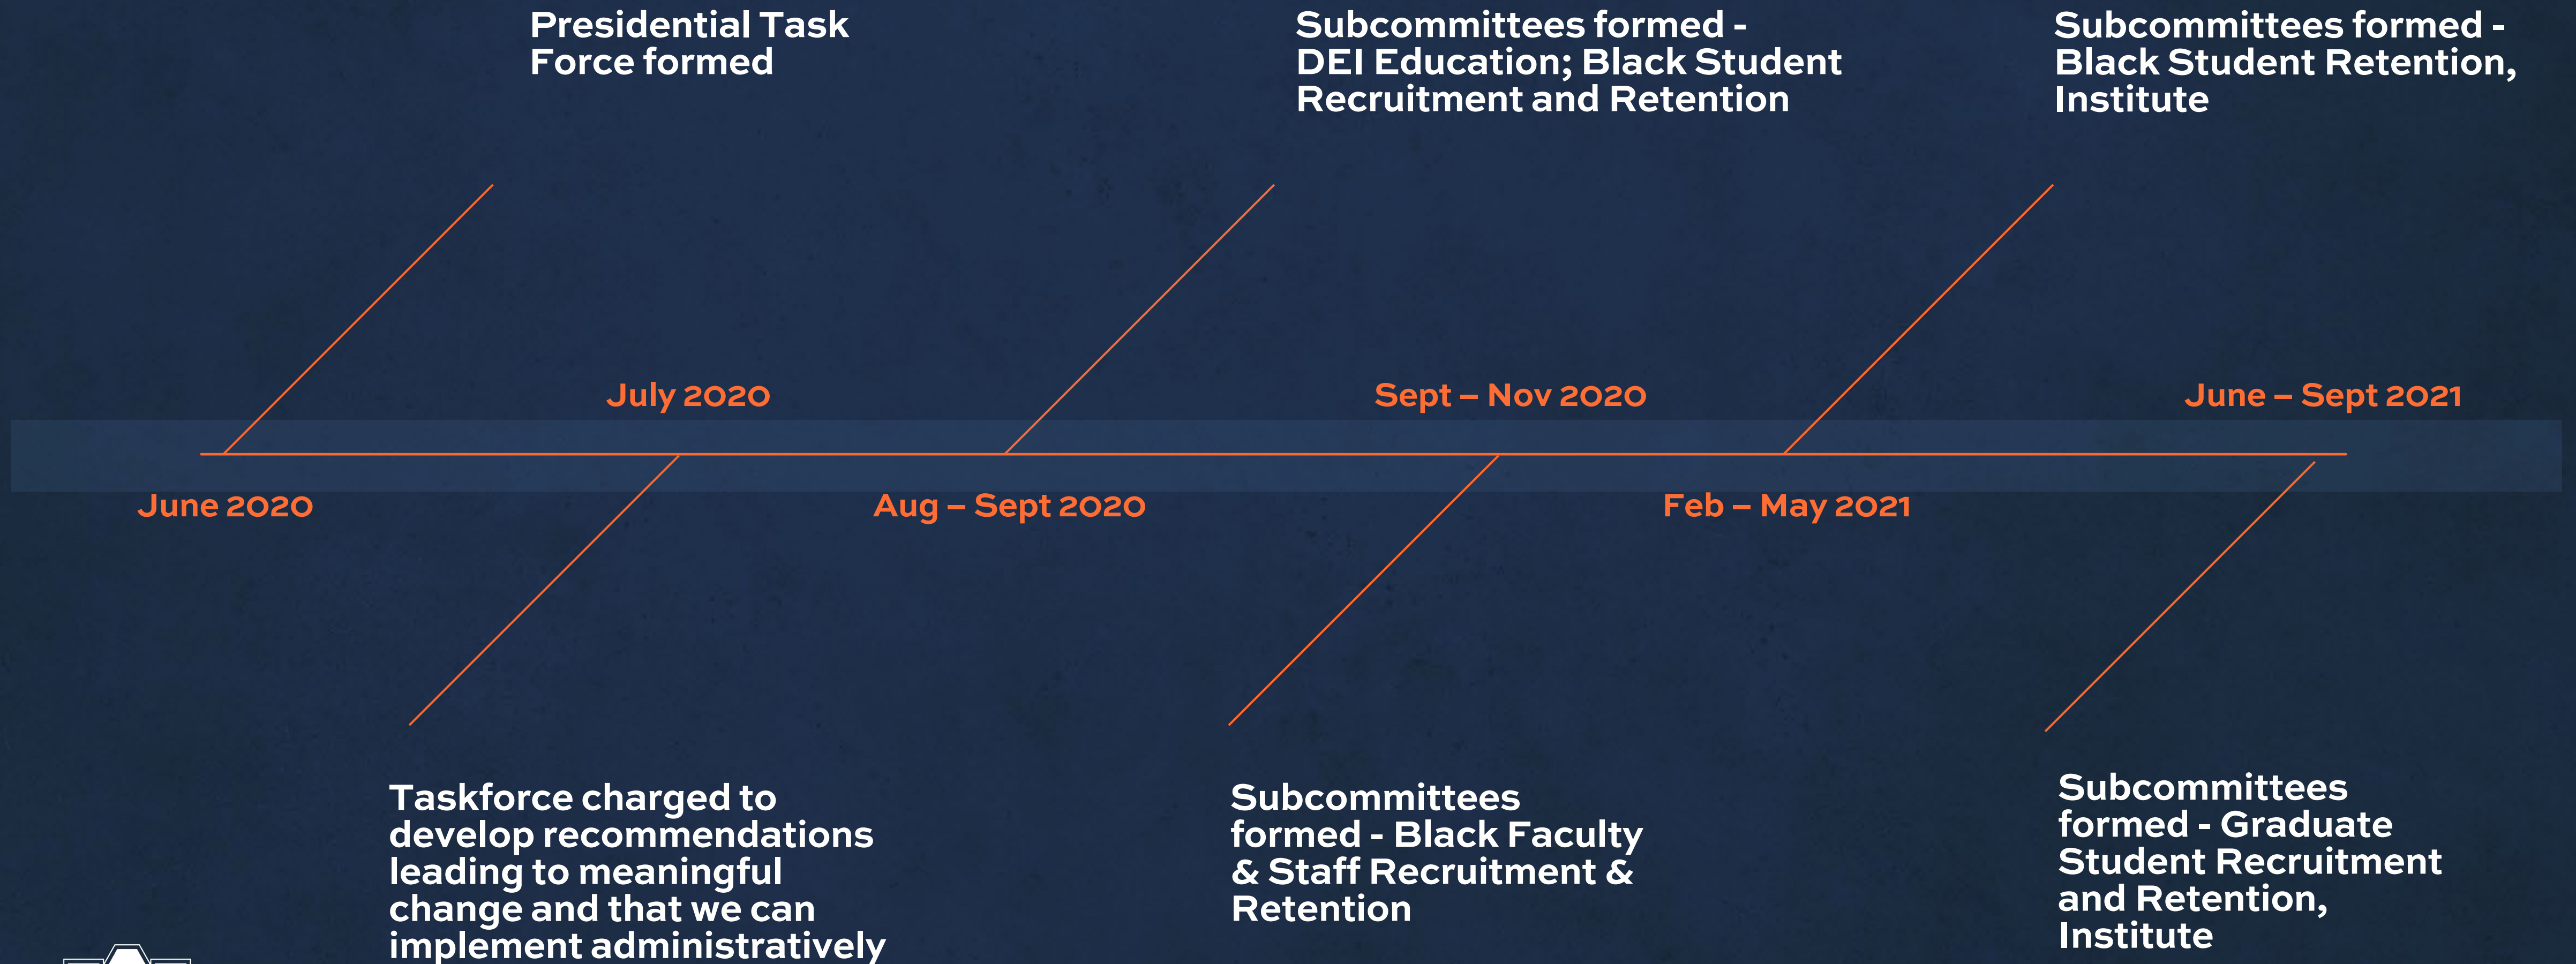 Presidential Task
Force formed
Subcommittees formed -
DEI Education; Black Student
Recruitment and Retention
Subcommittees formed -
Black Student Retention,
Institute
July 2020
Sept – Nov 2020
June – Sept 2021
June 2020
Aug – Sept 2020
Feb – May 2021
Taskforce charged to
develop recommendations
leading to meaningful
change and that we can
implement administratively
Subcommittees
formed - Black Faculty
& Staff Recruitment &
Retention
Subcommittees
formed - Graduate
Student Recruitment
and Retention,
Institute